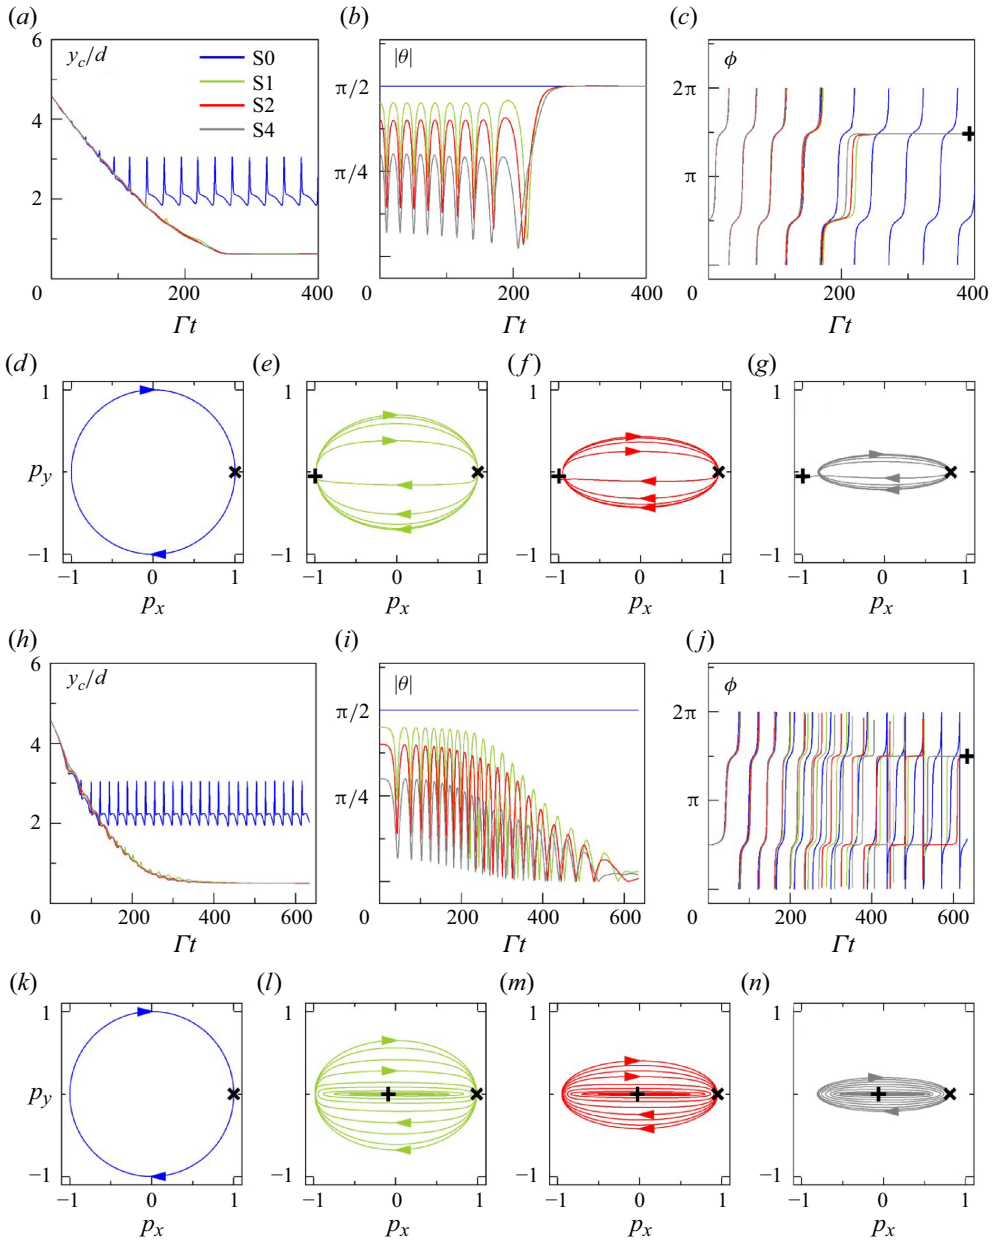 (a) (b) (c)
6 y_c/d |θ| ϕ
S0
S1
S2
S4
π/2 2π
4
π/4 π
2
0 200 400 0 200 400 0 200 400
Γt Γt Γt
(d) (e) (f) (g)
1 1 1 1
p_y
−1 −1 −1 −1
−1 0 1 −1 0 1 −1 0 1 −1 0 1
p_x p_x p_x p_x
(h) (i) (j)
6 y_c/d |θ| ϕ
π/2 2π
4
π/4 π
2
0 200 400 600 0 200 400 600 0 200 400 600
Γt Γt Γt
(k) (l) (m) (n)
1 1 1 1
p_y
−1 −1 −1 −1
−1 0 1 −1 0 1 −1 0 1 −1 0 1
p_x p_x p_x p_x